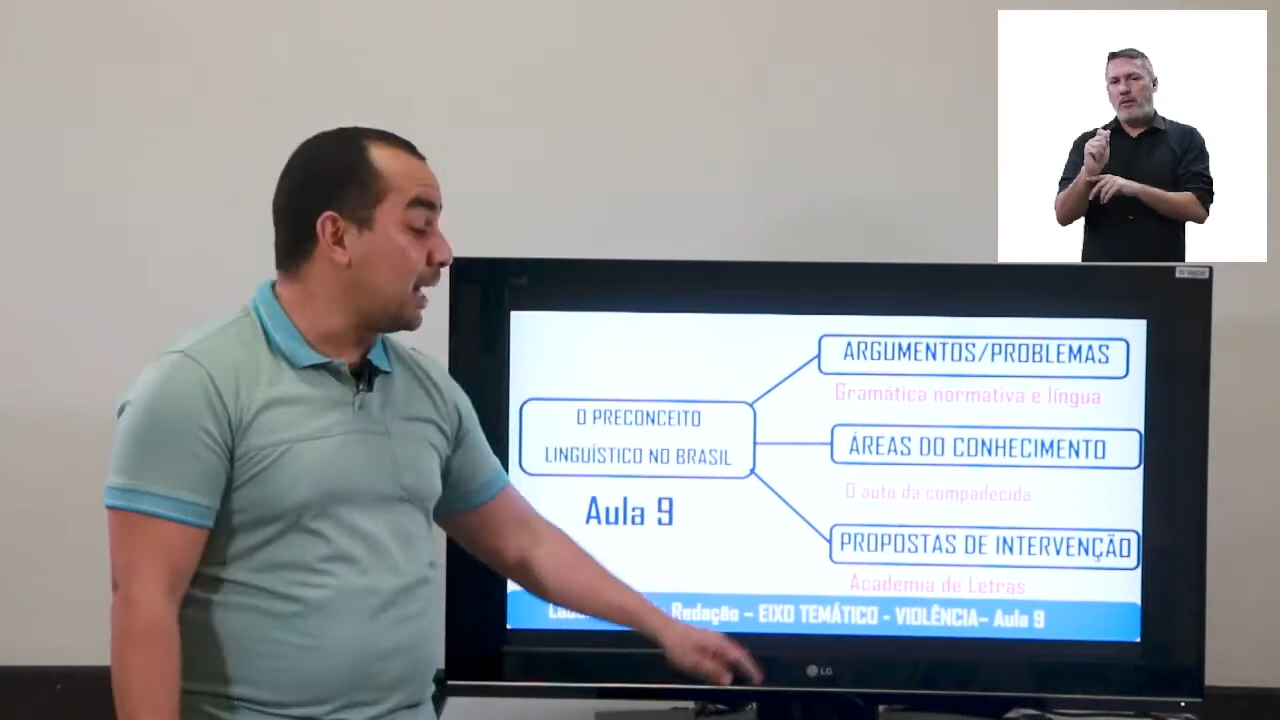 O PRECONCEITO
LINGUÍSTICO NO BRASIL
Aula 9
ARGUMENTOS/PROBLEMAS
Gramática normativa e língua
ÁREAS DO CONHECIMENTO
O auto da compadecida
PROPOSTAS DE INTERVENÇÃO
Academia de Letras
Redação – EIXO TEMÁTICO - VIOLÊNCIA– Aula 9
LG